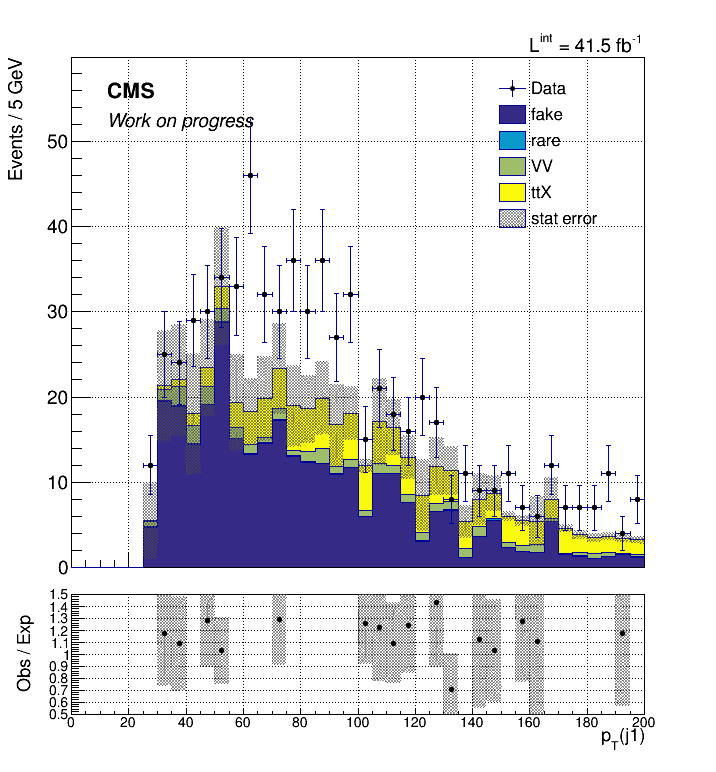 L^int = 41.5 fb^-1
Events / 5 GeV
CMS
Work on progress
Data
fake
rare
VV
ttX
stat error
50
40
30
20
10
0
Obs / Exp
1.5
1.4
1.3
1.2
1.1
1
0.9
0.8
0.7
0.6
0.5
0 20 40 60 80 100 120 140 160 180 200
p_T(j1)